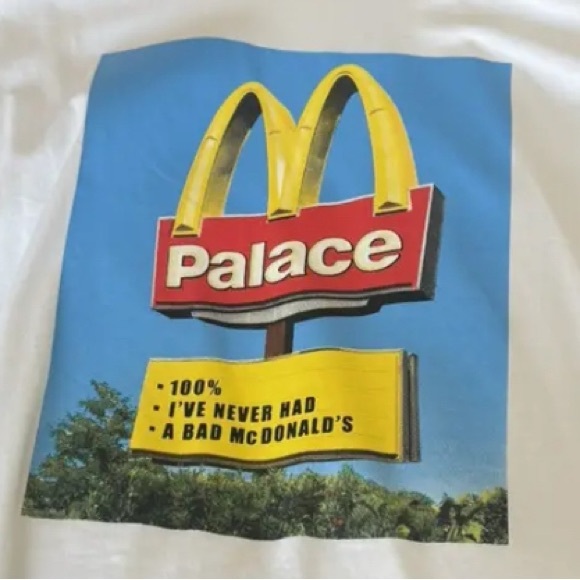 Palace
• 100%
• I'VE NEVER HAD
• A BAD McDONALD'S